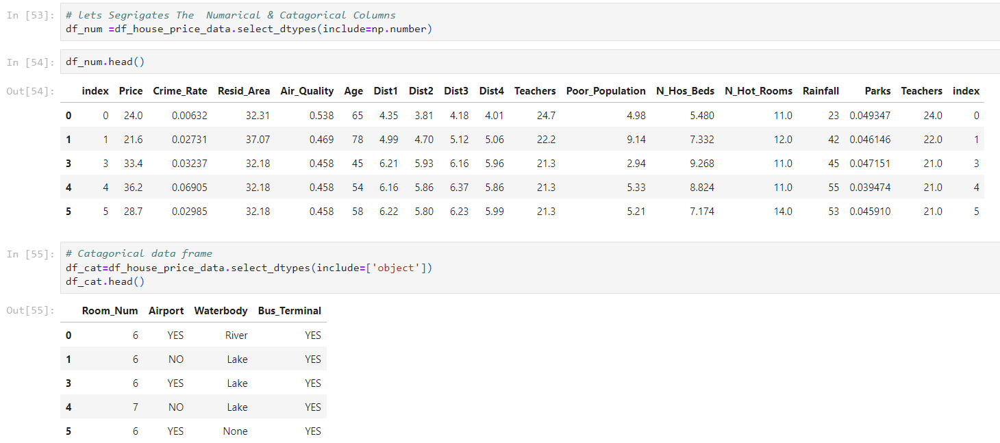 In [53]: # lets Segrigates The  Numarical & Catagorical Columns
df_num =df_house_price_data.select_dtypes(include=np.number)
In [54]: df_num.head()
Out[54]: index Price Crime_Rate Resid_Area Air_Quality Age Dist1 Dist2 Dist3 Dist4 Teachers Poor_Population N_Hos_Beds N_Hot_Rooms Rainfall Parks Teachers index
0 0 24.0 0.00632 32.31 0.538 65 4.35 3.81 4.18 4.01 24.7 4.98 5.480 11.0 23 0.049347 24.0 0
1 1 21.6 0.02731 37.07 0.469 78 4.99 4.70 5.12 5.06 22.2 9.14 7.332 12.0 42 0.046146 22.0 1
3 3 33.4 0.03237 32.18 0.458 45 6.21 5.93 6.16 5.96 21.3 2.94 9.268 11.0 45 0.047151 21.0 3
4 4 36.2 0.06905 32.18 0.458 54 6.16 5.86 6.37 5.86 21.3 5.33 8.824 11.0 55 0.039474 21.0 4
5 5 28.7 0.02985 32.18 0.458 58 6.22 5.80 6.23 5.99 21.3 5.21 7.174 14.0 53 0.045910 21.0 5
In [55]: # Catagorical data frame
df_cat=df_house_price_data.select_dtypes(include=['object'])
df_cat.head()
Out[55]: Room_Num Airport Waterbody Bus_Terminal
0 6 YES River YES
1 6 NO Lake YES
3 6 YES Lake YES
4 7 NO Lake YES
5 6 YES None YES